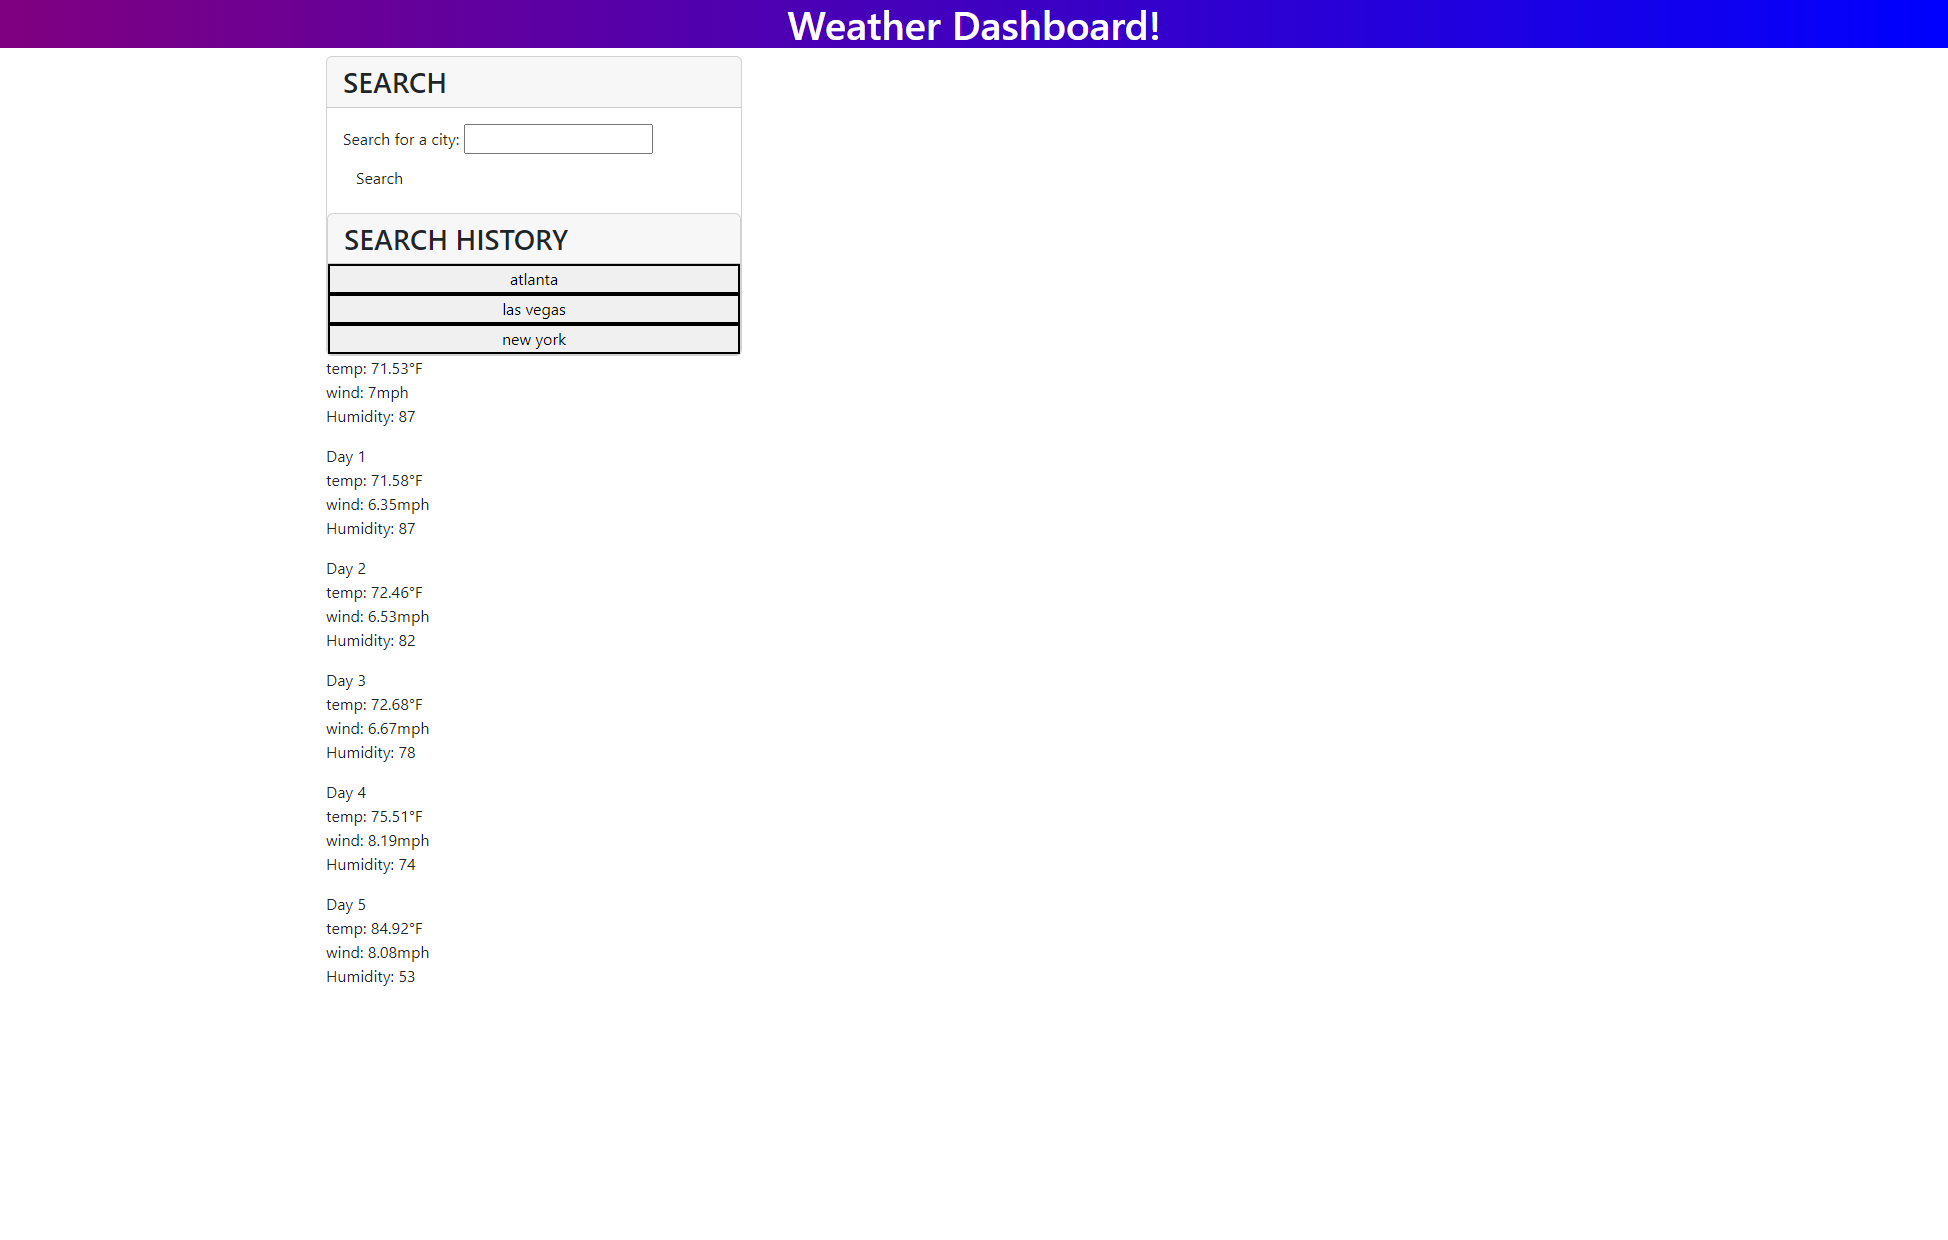 Weather Dashboard!
SEARCH
Search for a city:
Search
SEARCH HISTORY
atlanta
las vegas
new york
temp: 71.53°F
wind: 7mph
Humidity: 87
Day 1
temp: 71.58°F
wind: 6.35mph
Humidity: 87
Day 2
temp: 72.46°F
wind: 6.53mph
Humidity: 82
Day 3
temp: 72.68°F
wind: 6.67mph
Humidity: 78
Day 4
temp: 75.51°F
wind: 8.19mph
Humidity: 74
Day 5
temp: 84.92°F
wind: 8.08mph
Humidity: 53